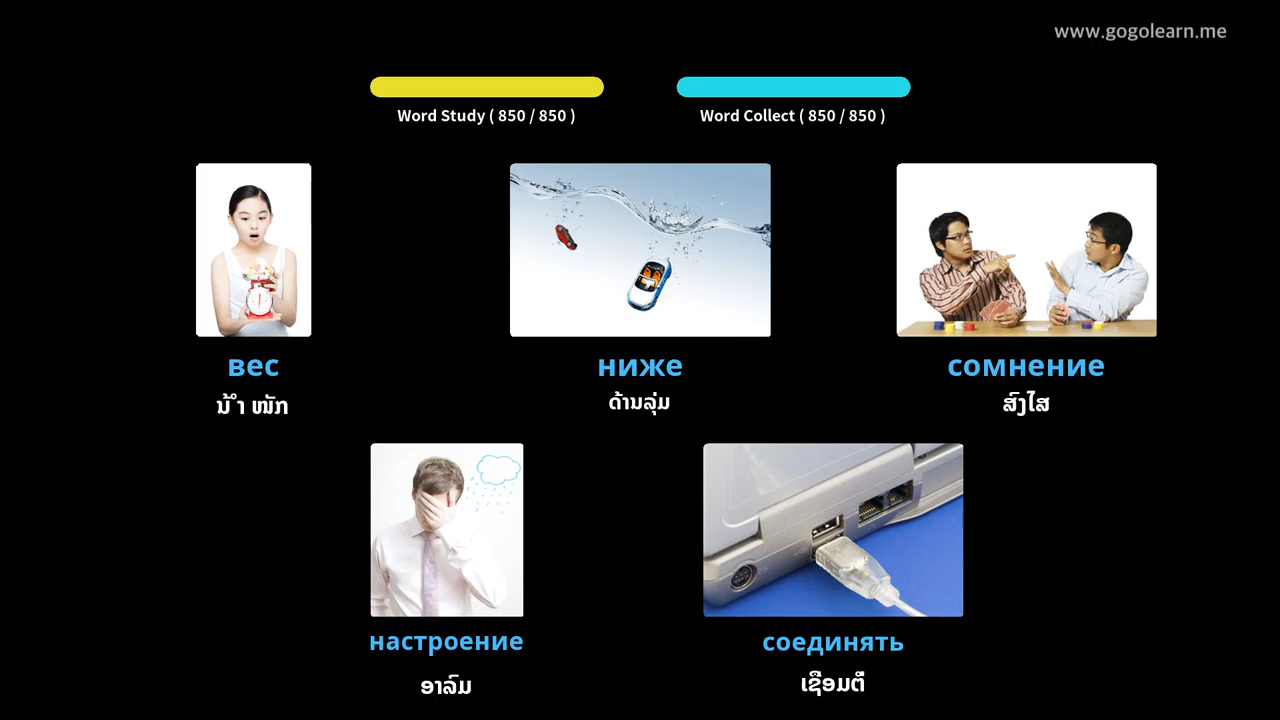 www.gogolearn.me
Word Study ( 850 / 850 )
Word Collect ( 850 / 850 )
вес
ниже
сомнение
ນ້ ຳ ໜັກ
ດ້ານລຸ່ມ
ສົງໄສ
настроение
соединять
ອາລົມ
ເຊື່ອມຕໍ່